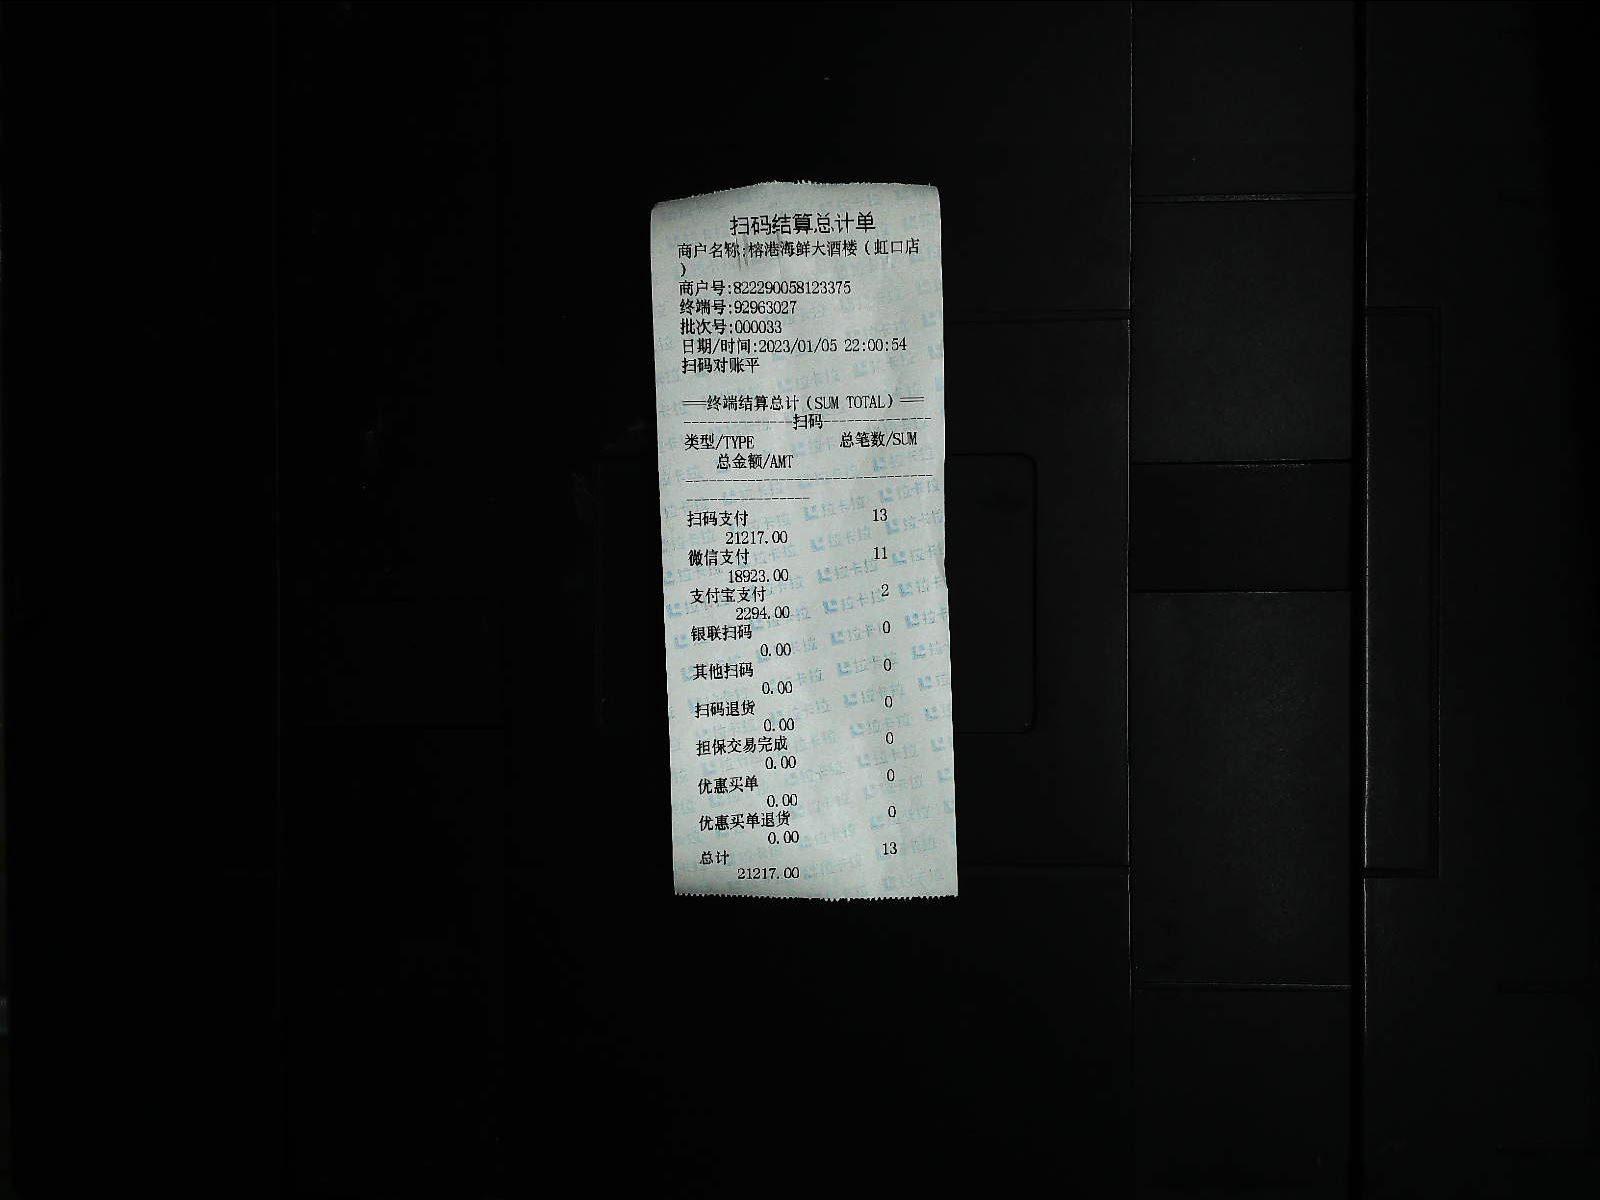 扫码结算总计单
商户名称:榕港海鲜大酒楼（虹口店
）
商户号:822290058123375
终端号:92963027
批次号:000033
日期/时间:2023/01/05 22:00:54
扫码对账平
══终端结算总计（SUM TOTAL）══
--------------扫码--------------
类型/TYPE 总笔数/SUM
总金额/AMT
扫码支付 13
21217.00
微信支付 11
18923.00
支付宝支付 2
2294.00
银联扫码 0
0.00
其他扫码 0
0.00
扫码退货 0
0.00
担保交易完成 0
0.00
优惠买单 0
0.00
优惠买单退货 0
0.00
总计 13
21217.00